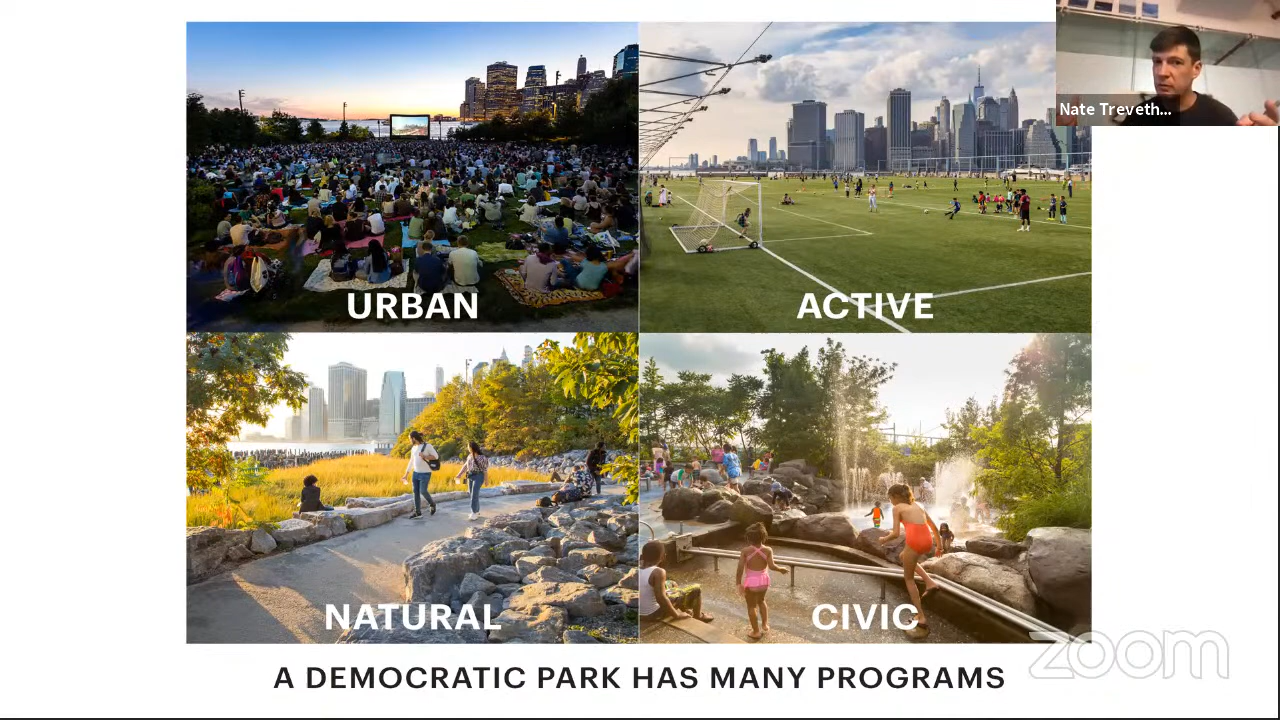 Nate Treveth...
URBAN
ACTIVE
NATURAL
CIVIC
A DEMOCRATIC PARK HAS MANY PROGRAMS
zoom